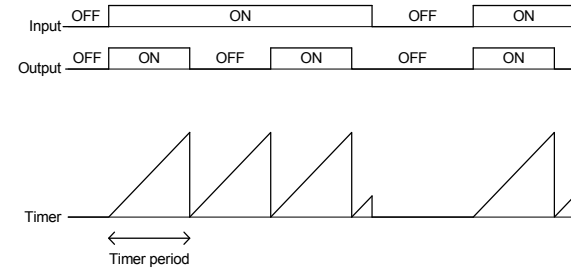 Input OFF ON OFF ON
Output OFF ON OFF ON OFF ON
Timer
Timer period